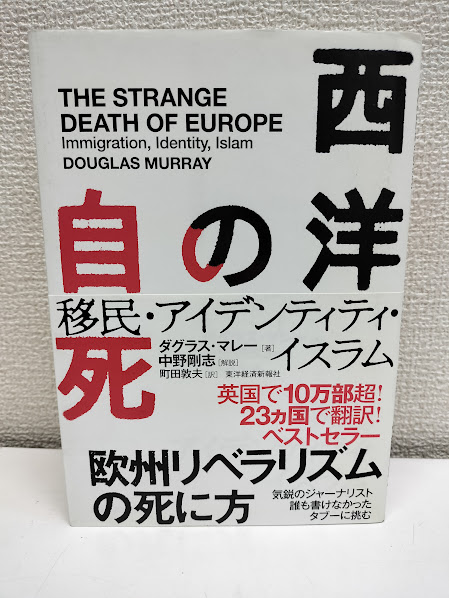 THE STRANGE
DEATH OF EUROPE
Immigration, Identity, Islam
DOUGLAS MURRAY
西洋
の
自死
移民・アイデンティティ・
イスラム
ダグラス・マレー［著］
中野剛志［解説］
町田敦夫［訳］ 東洋経済新報社
英国で10万部超!
23ヵ国で翻訳!
ベストセラー
欧州リベラリズム
の死に方
気鋭のジャーナリスト
誰も書けなかった
タブーに挑む